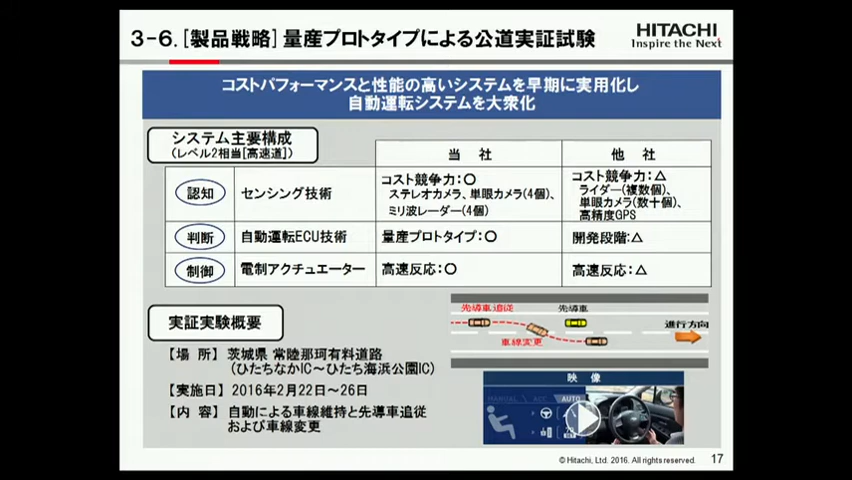 3-6.[製品戦略]量産プロトタイプによる公道実証試験
HITACHI
Inspire the Next
コストパフォーマンスと性能の高いシステムを早期に実用化し
自動運転システムを大衆化
システム主要構成
(レベル2相当[高速道])
当 社
他 社
認知
センシング技術
コスト競争力:〇
ステレオカメラ、単眼カメラ(4個)、
ミリ波レーダー(4個)
コスト競争力:△
ライダー(複数個)、
単眼カメラ(数十個)、
高精度GPS
判断
自動運転ECU技術
量産プロトタイプ:〇
開発段階:△
制御
電制アクチュエーター
高速反応:〇
高速反応:△
実証実験概要
【場 所】 茨城県 常陸那珂有料道路
(ひたちなかIC～ひたち海浜公園IC)
【実施日】 2016年2月22日～26日
【内 容】 自動による車線維持と先導車追従
および車線変更
先導車追従
先導車
進行方向
車線変更
映 像
MANUAL
ACC
AUTO
© Hitachi, Ltd. 2016. All rights reserved.
17